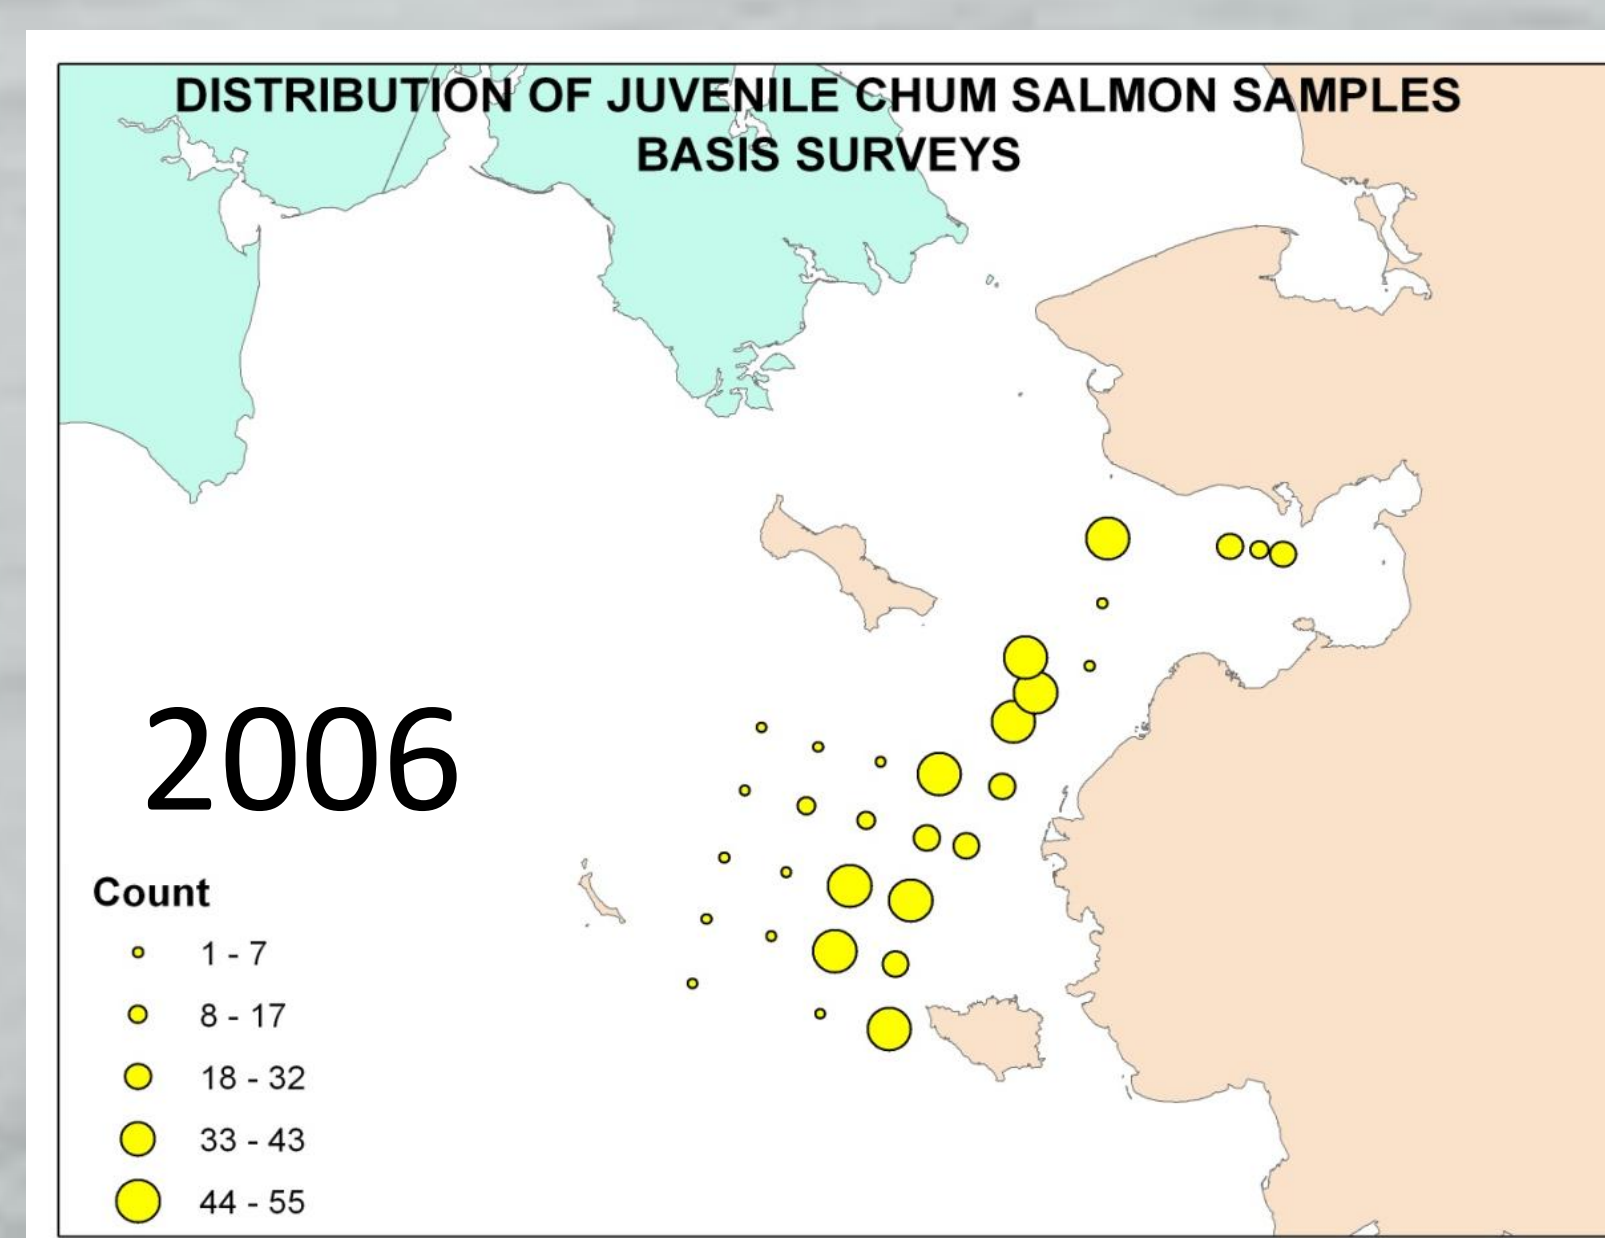 DISTRIBUTION OF JUVENILE CHUM SALMON SAMPLES
BASIS SURVEYS
2006
Count
1 - 7
8 - 17
18 - 32
33 - 43
44 - 55